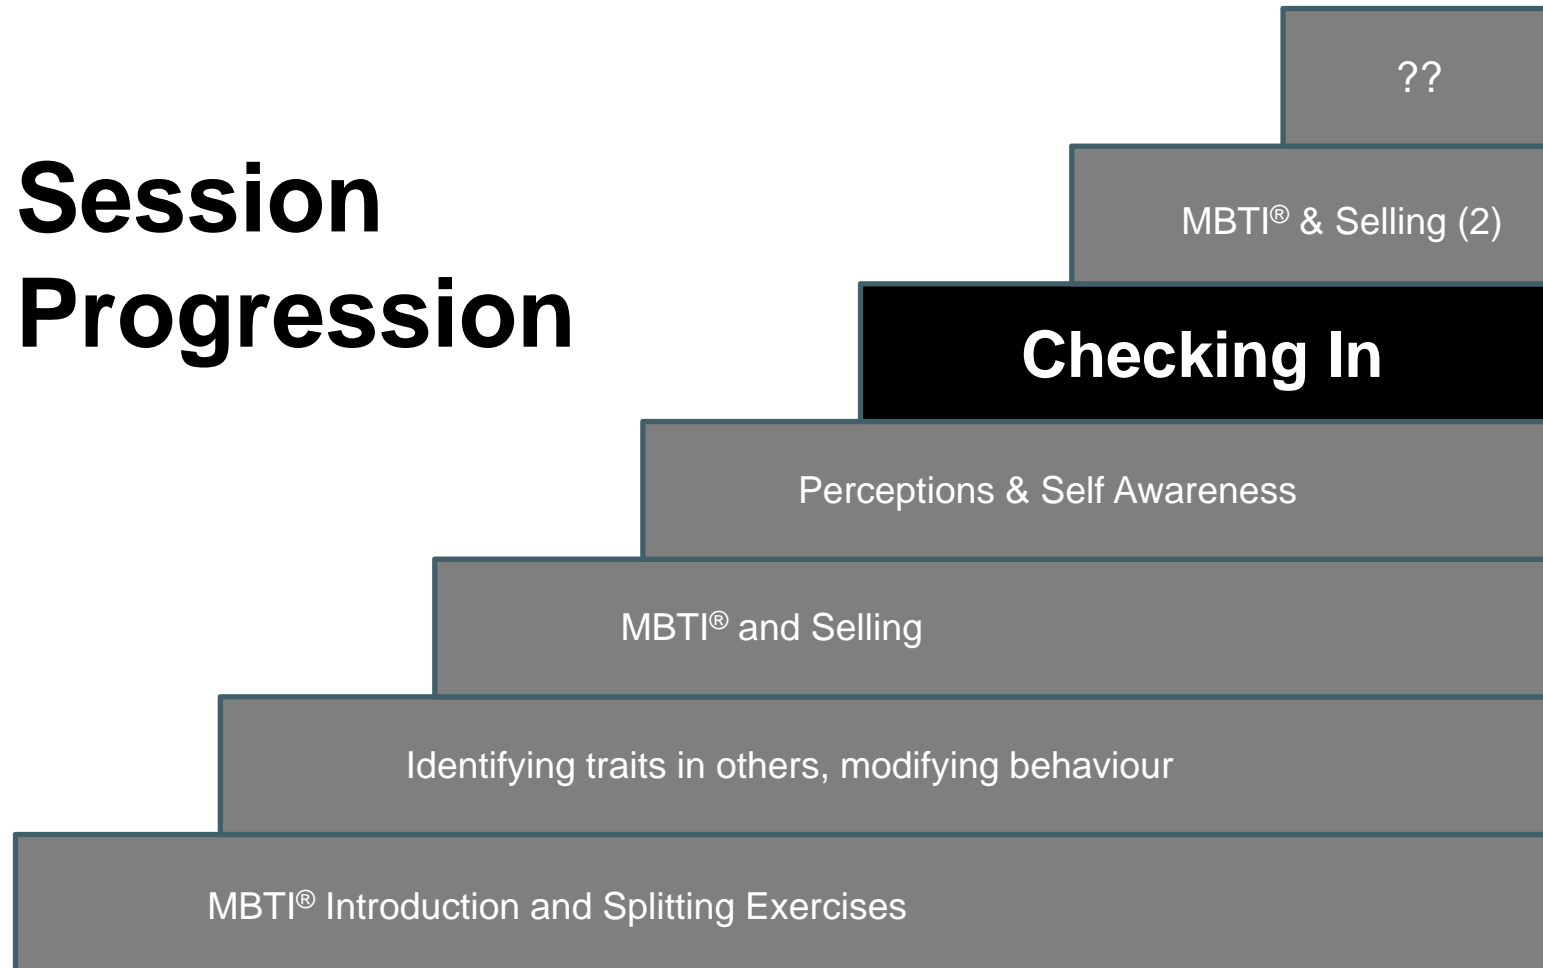 Session
Progression
??
MBTI® & Selling (2)
Checking In
Perceptions & Self Awareness
MBTI® and Selling
Identifying traits in others, modifying behaviour
MBTI® Introduction and Splitting Exercises